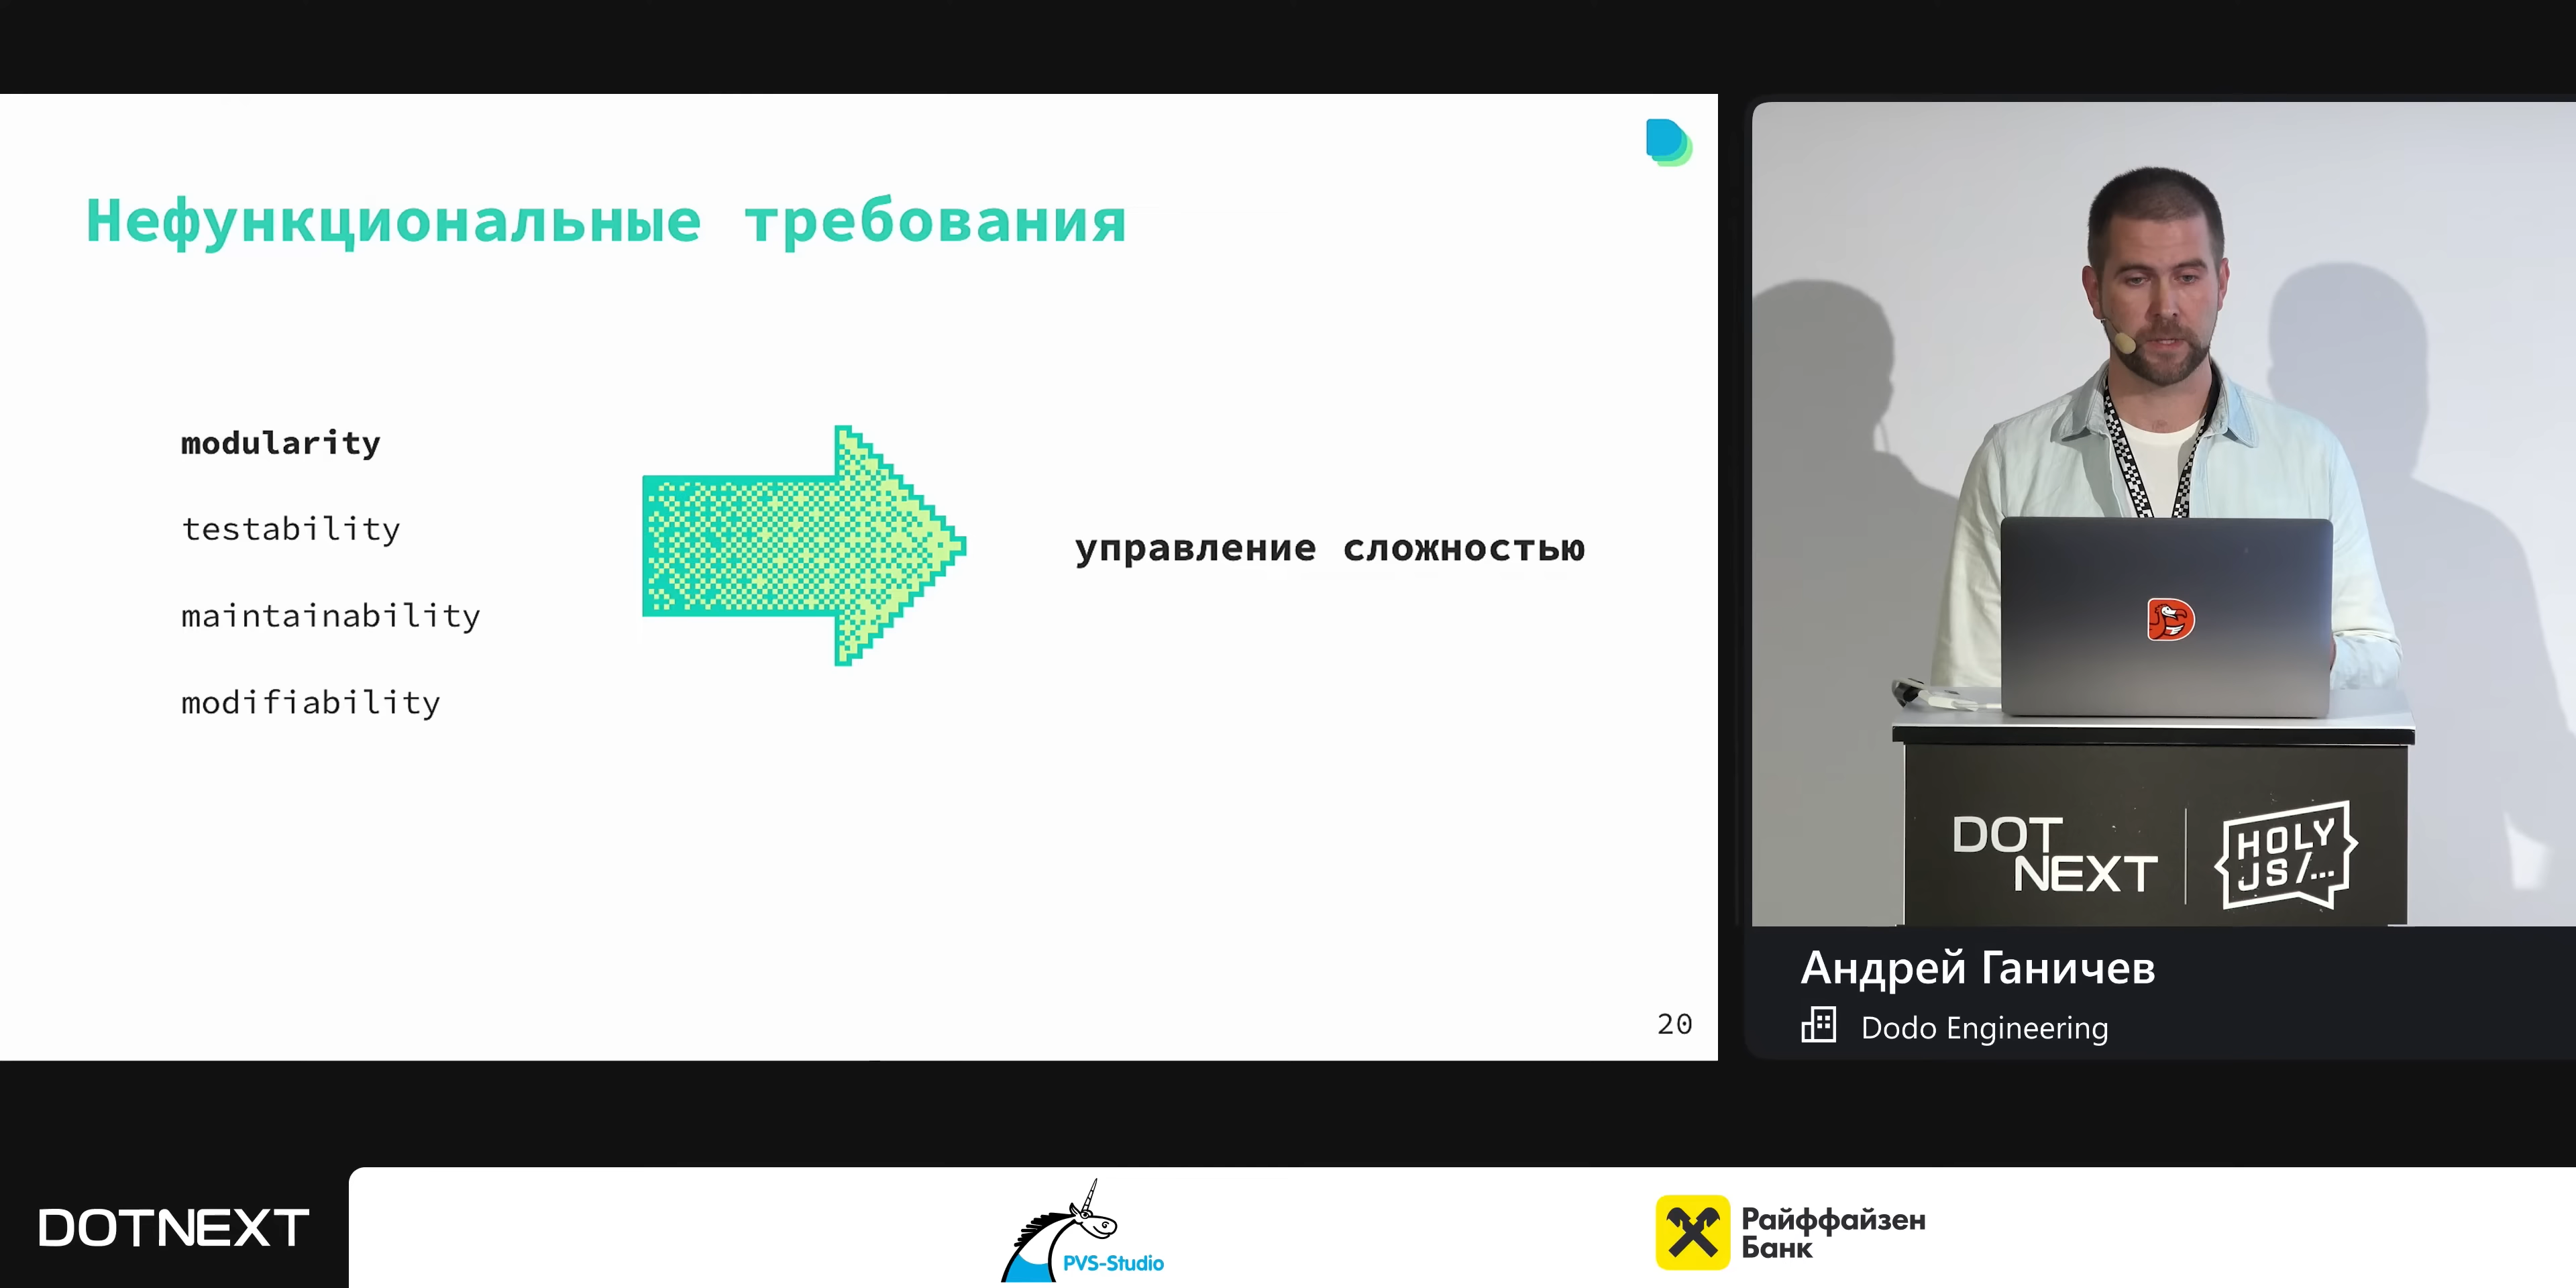 Нефункциональные требования
modularity
testability
maintainability
modifiability
управление сложностью
20
DOT
NEXT
HOLY
JS/...
Андрей Ганичев
Dodo Engineering
DOTNEXT
PVS-Studio
Райффайзен
Банк